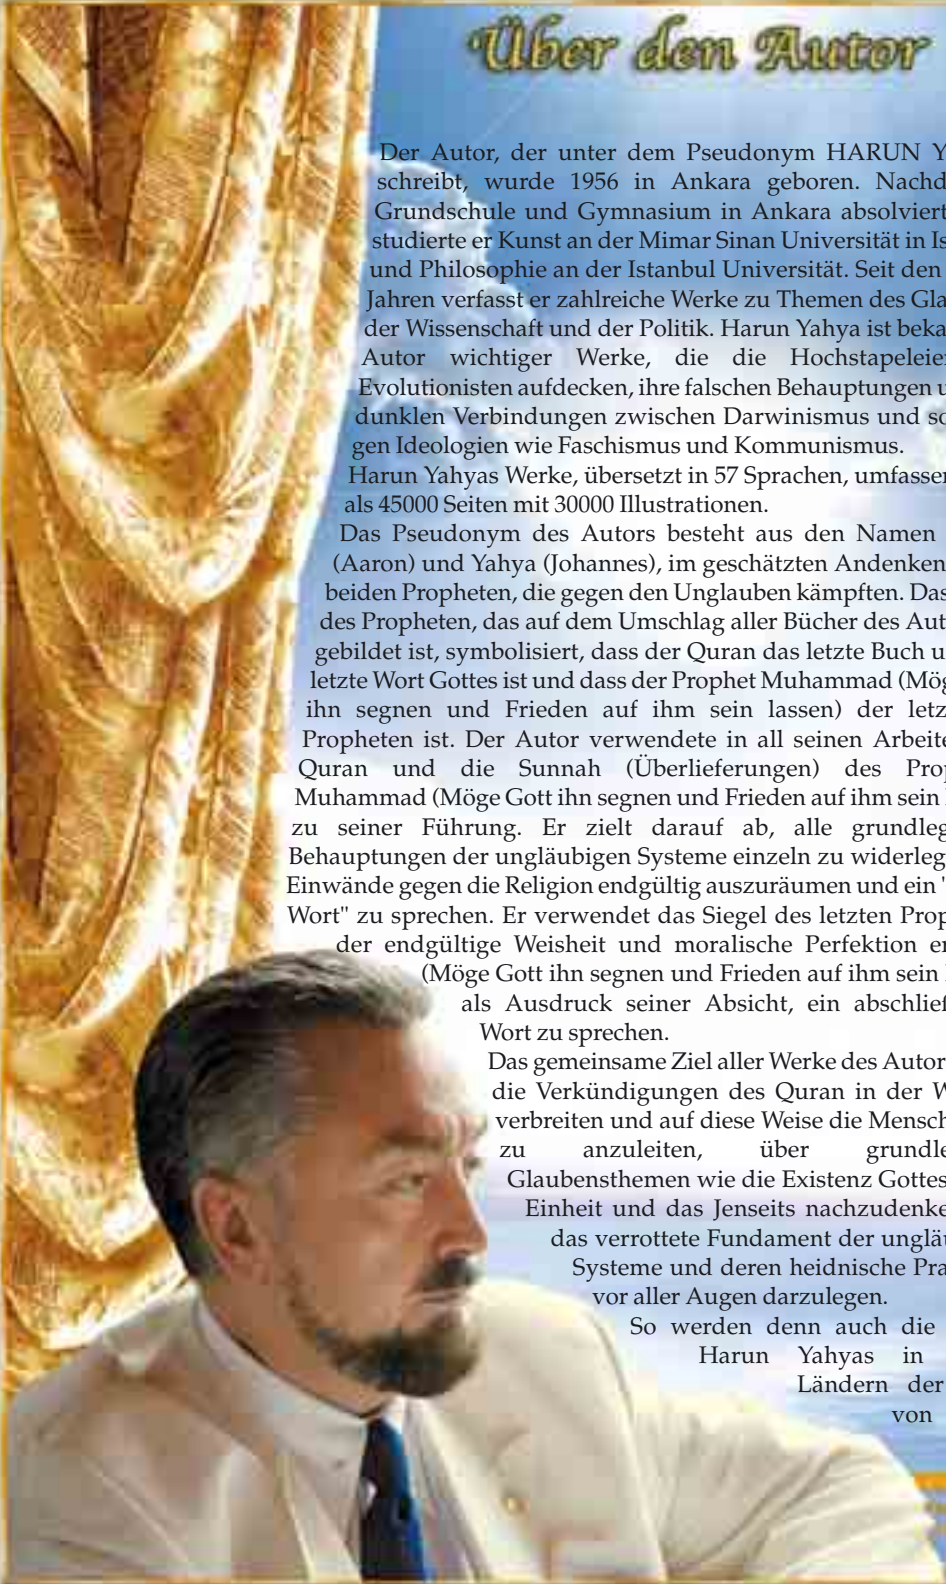 Über den Autor
Der Autor, der unter dem Pseudonym HARUN Y
schreibt, wurde 1956 in Ankara geboren. Nachd
Grundschule und Gymnasium in Ankara absolviert
studierte er Kunst an der Mimar Sinan Universität in Is
und Philosophie an der Istanbul Universität. Seit den
Jahren verfasst er zahlreiche Werke zu Themen des Gla
der Wissenschaft und der Politik. Harun Yahya ist beka
Autor wichtiger Werke, die die Hochstapeleie
Evolutionisten aufdecken, ihre falschen Behauptungen u
dunklen Verbindungen zwischen Darwinismus und so
gen Ideologien wie Faschismus und Kommunismus.
Harun Yahyas Werke, übersetzt in 57 Sprachen, umfassen
als 45000 Seiten mit 30000 Illustrationen.
Das Pseudonym des Autors besteht aus den Namen
(Aaron) und Yahya (Johannes), im geschätzten Andenken
beiden Propheten, die gegen den Unglauben kämpften. Das
des Propheten, das auf dem Umschlag aller Bücher des Aut
gebildet ist, symbolisiert, dass der Quran das letzte Buch u
letzte Wort Gottes ist und dass der Prophet Muhammad (Mög
ihn segnen und Frieden auf ihm sein lassen) der letz
Propheten ist. Der Autor verwendete in all seinen Arbeite
Quran und die Sunnah (Überlieferungen) des Prop
Muhammad (Möge Gott ihn segnen und Frieden auf ihm sein
zu seiner Führung. Er zielt darauf ab, alle grundleg
Behauptungen der ungläubigen Systeme einzeln zu widerleg
Einwände gegen die Religion endgültig auszuräumen und ein "
Wort" zu sprechen. Er verwendet das Siegel des letzten Prop
der endgültige Weisheit und moralische Perfektion er
(Möge Gott ihn segnen und Frieden auf ihm sein
als Ausdruck seiner Absicht, ein abschließ
Wort zu sprechen.
Das gemeinsame Ziel aller Werke des Autor
die Verkündigungen des Quran in der W
verbreiten und auf diese Weise die Mensch
zu anzuleiten, über grundle
Glaubensthemen wie die Existenz Gottes
Einheit und das Jenseits nachzudenke
das verrottete Fundament der unglä
Systeme und deren heidnische Pra
vor aller Augen darzulegen.
So werden denn auch die
Harun Yahyas in
Ländern der
von